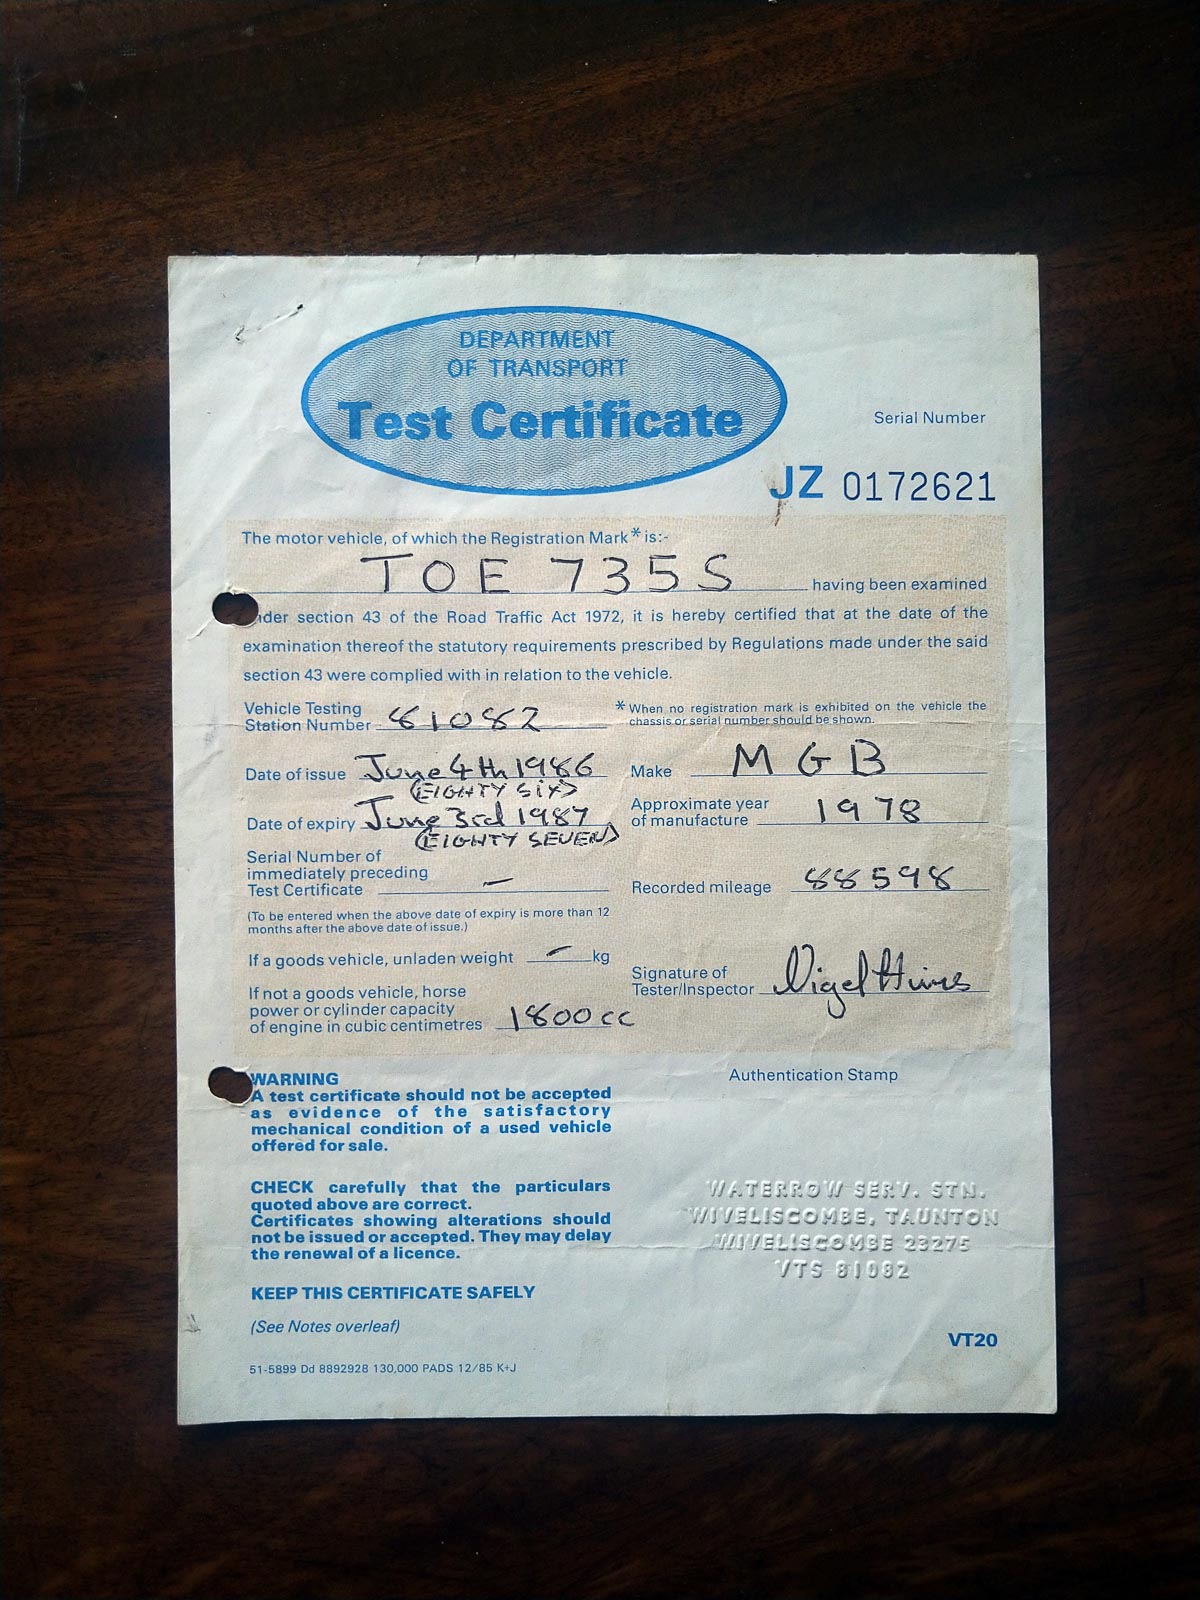 DEPARTMENT
OF TRANSPORT
Test Certificate
Serial Number
JZ 0172621
The motor vehicle, of which the Registration Mark* is:-
TOE 735S having been examined
nder section 43 of the Road Traffic Act 1972, it is hereby certified that at the date of the
examination thereof the statutory requirements prescribed by Regulations made under the said
section 43 were complied with in relation to the vehicle.
Vehicle Testing
Station Number 81082
* When no registration mark is exhibited on the vehicle the
chassis or serial number should be shown.
Date of issue June 4th 1986
(EIGHTY SIX)
Make MGB
Date of expiry June 3rd 1987
(EIGHTY SEVEN)
Approximate year
of manufacture 1978
Serial Number of
immediately preceding
Test Certificate –
Recorded mileage 88598
(To be entered when the above date of expiry is more than 12
months after the above date of issue.)
If a goods vehicle, unladen weight – kg
Signature of
Tester/Inspector Nigel
If not a goods vehicle, horse
power or cylinder capacity
of engine in cubic centimetres 1800cc
WARNING
A test certificate should not be accepted
as evidence of the satisfactory
mechanical condition of a used vehicle
offered for sale.
Authentication Stamp
CHECK carefully that the particulars
quoted above are correct.
Certificates showing alterations should
not be issued or accepted. They may delay
the renewal of a licence.
WATERROW SERV. STN.
WIVELISCOMBE, TAUNTON
WIVELISCOMBE 23275
VTS 81082
KEEP THIS CERTIFICATE SAFELY
(See Notes overleaf)
VT20
51-5899 Dd 8892928 130,000 PADS 12/85 K+J